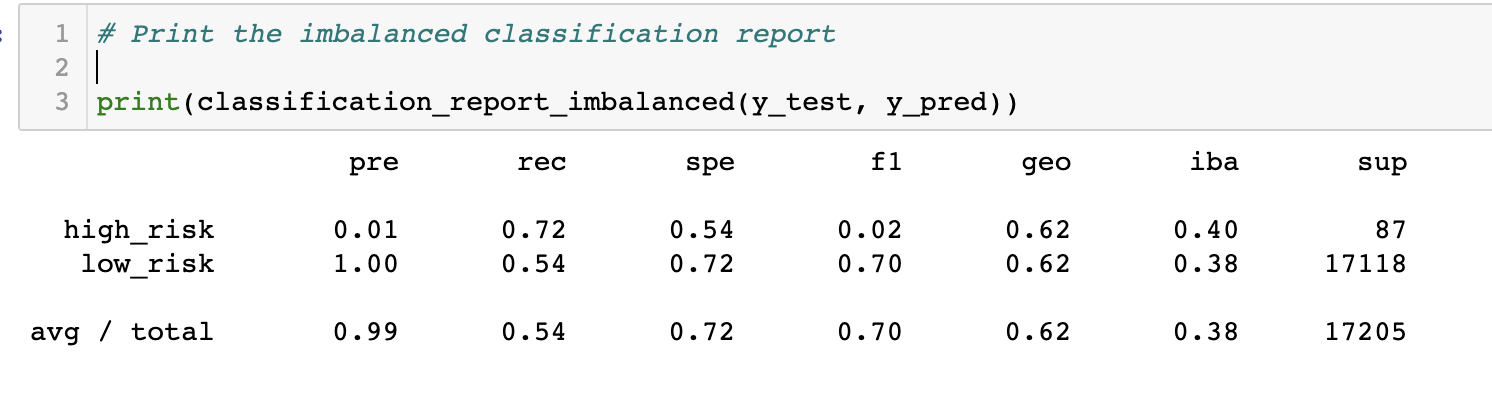 1 # Print the imbalanced classification report
2
3 print(classification_report_imbalanced(y_test, y_pred))
pre rec spe f1 geo iba sup
high_risk 0.01 0.72 0.54 0.02 0.62 0.40 87
low_risk 1.00 0.54 0.72 0.70 0.62 0.38 17118
avg / total 0.99 0.54 0.72 0.70 0.62 0.38 17205